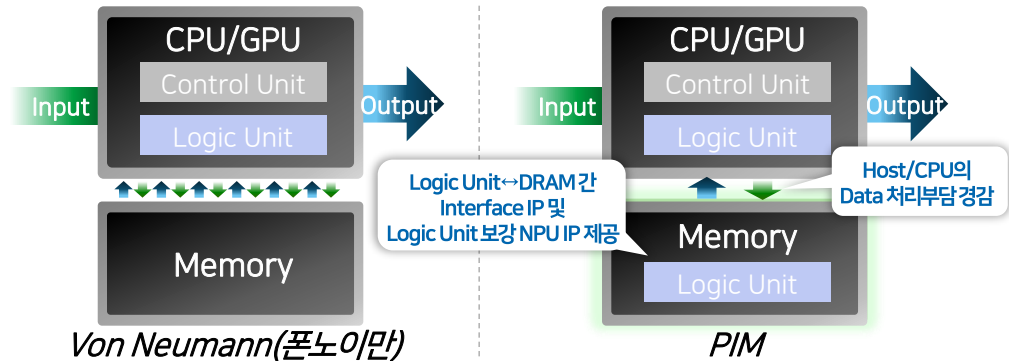 CPU/GPU
Control Unit
Input
Output
Logic Unit
Memory
Von Neumann(폰노이만)
CPU/GPU
Control Unit
Input
Output
Logic Unit
Logic Unit↔DRAM 간
Interface IP 및
Logic Unit 보강 NPU IP 제공
Host/CPU의
Data 처리부담 경감
Memory
Logic Unit
PIM